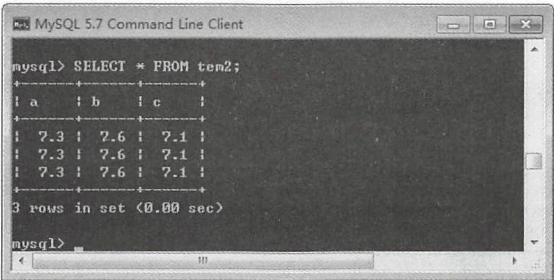 MySQL 5.7 Command Line Client
mysql> SELECT * FROM tem2;
+------+------+------+
| a    | b    | c    |
+------+------+------+
|  7.3 |  7.6 |  7.1 |
|  7.3 |  7.6 |  7.1 |
|  7.3 |  7.6 |  7.1 |
+------+------+------+
3 rows in set (0.00 sec)
mysql> _